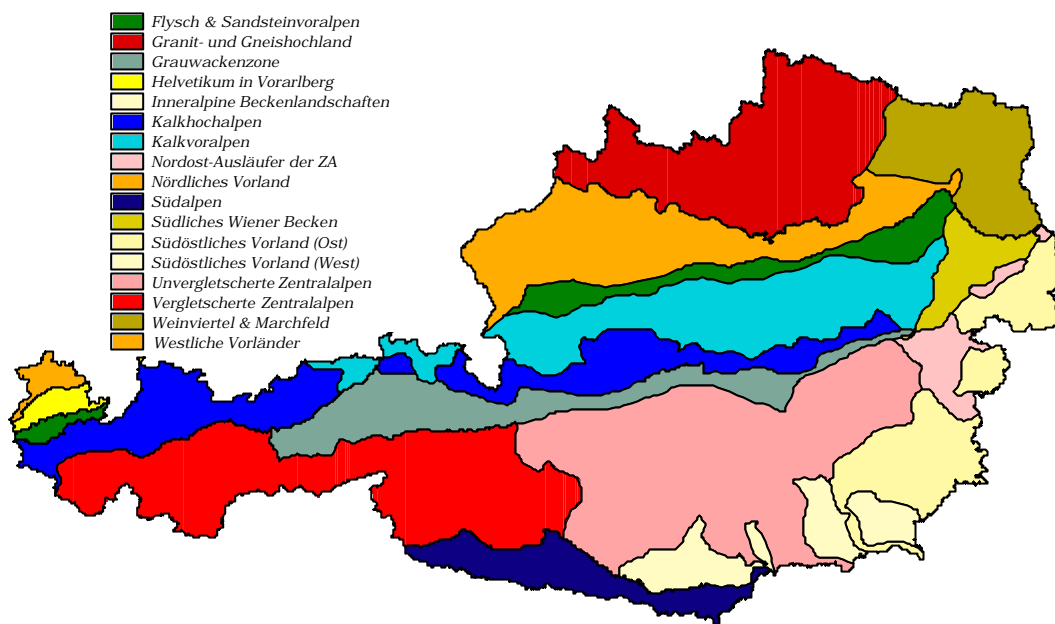 Flysch & Sandsteinvoralpen
Granit- und Gneishochland
Grauwackenzone
Helvetikum in Vorarlberg
Inneralpine Beckenlandschaften
Kalkhochalpen
Kalkvoralpen
Nordost-Ausläufer der ZA
Nördliches Vorland
Südalpen
Südliches Wiener Becken
Südöstliches Vorland (Ost)
Südöstliches Vorland (West)
Unvergletscherte Zentralalpen
Vergletscherte Zentralalpen
Weinviertel & Marchfeld
Westliche Vorländer